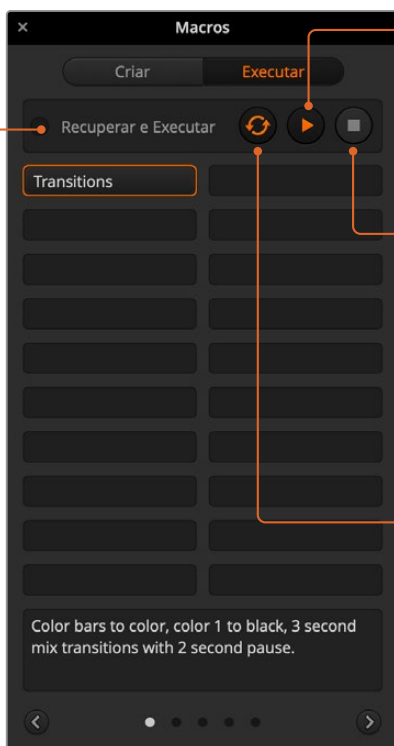 Macros
Criar
Executar
Recuperar e Executar
Transitions
Color bars to color, color 1 to black, 3 second
mix transitions with 2 second pause.